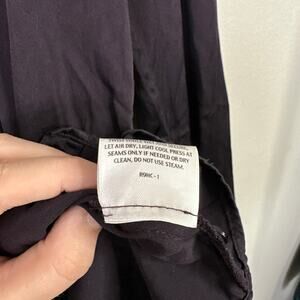 LET AIR DRY, LIGHT COOL PRESS AT
SEAMS ONLY IF NEEDED OR DRY
CLEAN, DO NOT USE STEAM.
R9HC-1